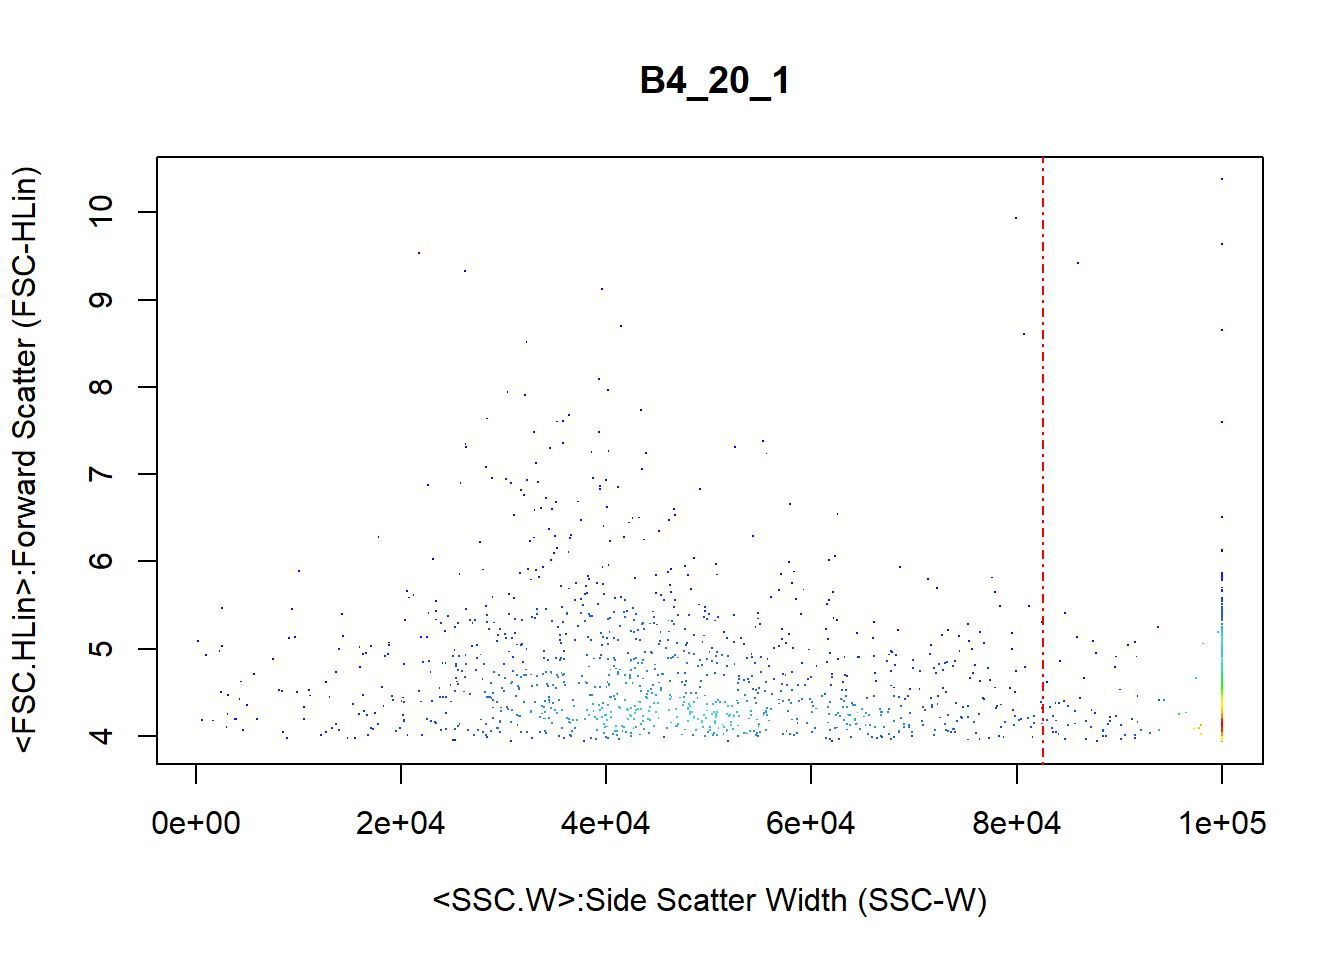 B4_20_1
<FSC.HLin>:Forward Scatter (FSC-HLin)
10
9
8
7
6
5
4
0e+00 2e+04 4e+04 6e+04 8e+04 1e+05
<SSC.W>:Side Scatter Width (SSC-W)